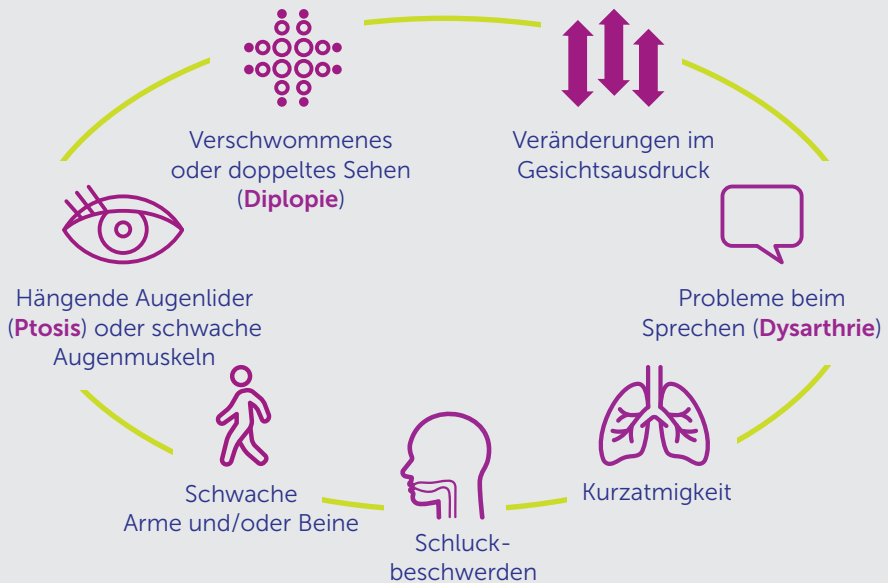 Verschwommenes
oder doppeltes Sehen
(Diplopie)
Veränderungen im
Gesichtsausdruck
Hängende Augenlider
(Ptosis) oder schwache
Augenmuskeln
Probleme beim
Sprechen (Dysarthrie)
Schwache
Arme und/oder Beine
Kurzatmigkeit
Schluck-
beschwerden